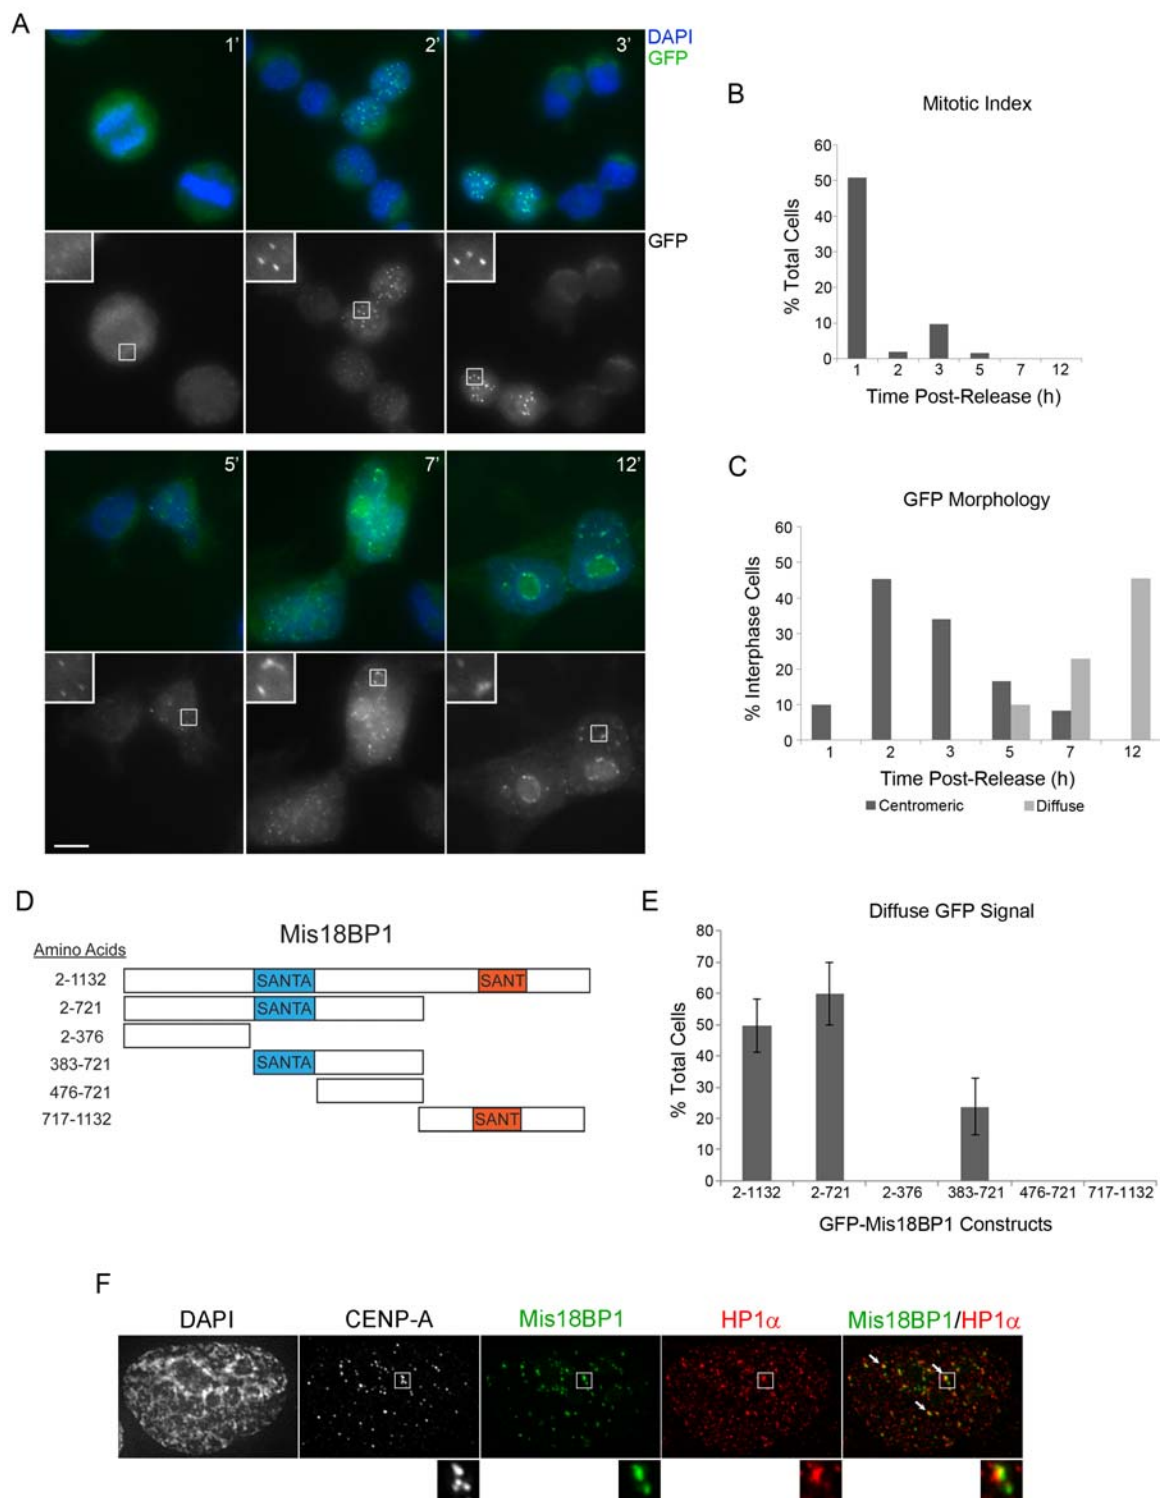 A
1'
2'
3'
DAPI
GFP
GFP
5'
7'
12'
B
Mitotic Index
% Total Cells
60
50
40
30
20
10
0
1 2 3 5 7 12
Time Post-Release (h)
C
GFP Morphology
% Interphase Cells
60
50
40
30
20
10
0
1 2 3 5 7 12
Time Post-Release (h)
Centromeric Diffuse
D
Mis18BP1
Amino Acids
2-1132 SANTA SANT
2-721 SANTA
2-376
383-721 SANTA
476-721
717-1132 SANT
E
Diffuse GFP Signal
% Total Cells
80
70
60
50
40
30
20
10
0
2-1132 2-721 2-376 383-721 476-721 717-1132
GFP-Mis18BP1 Constructs
F
DAPI CENP-A Mis18BP1 HP1α Mis18BP1/HP1α